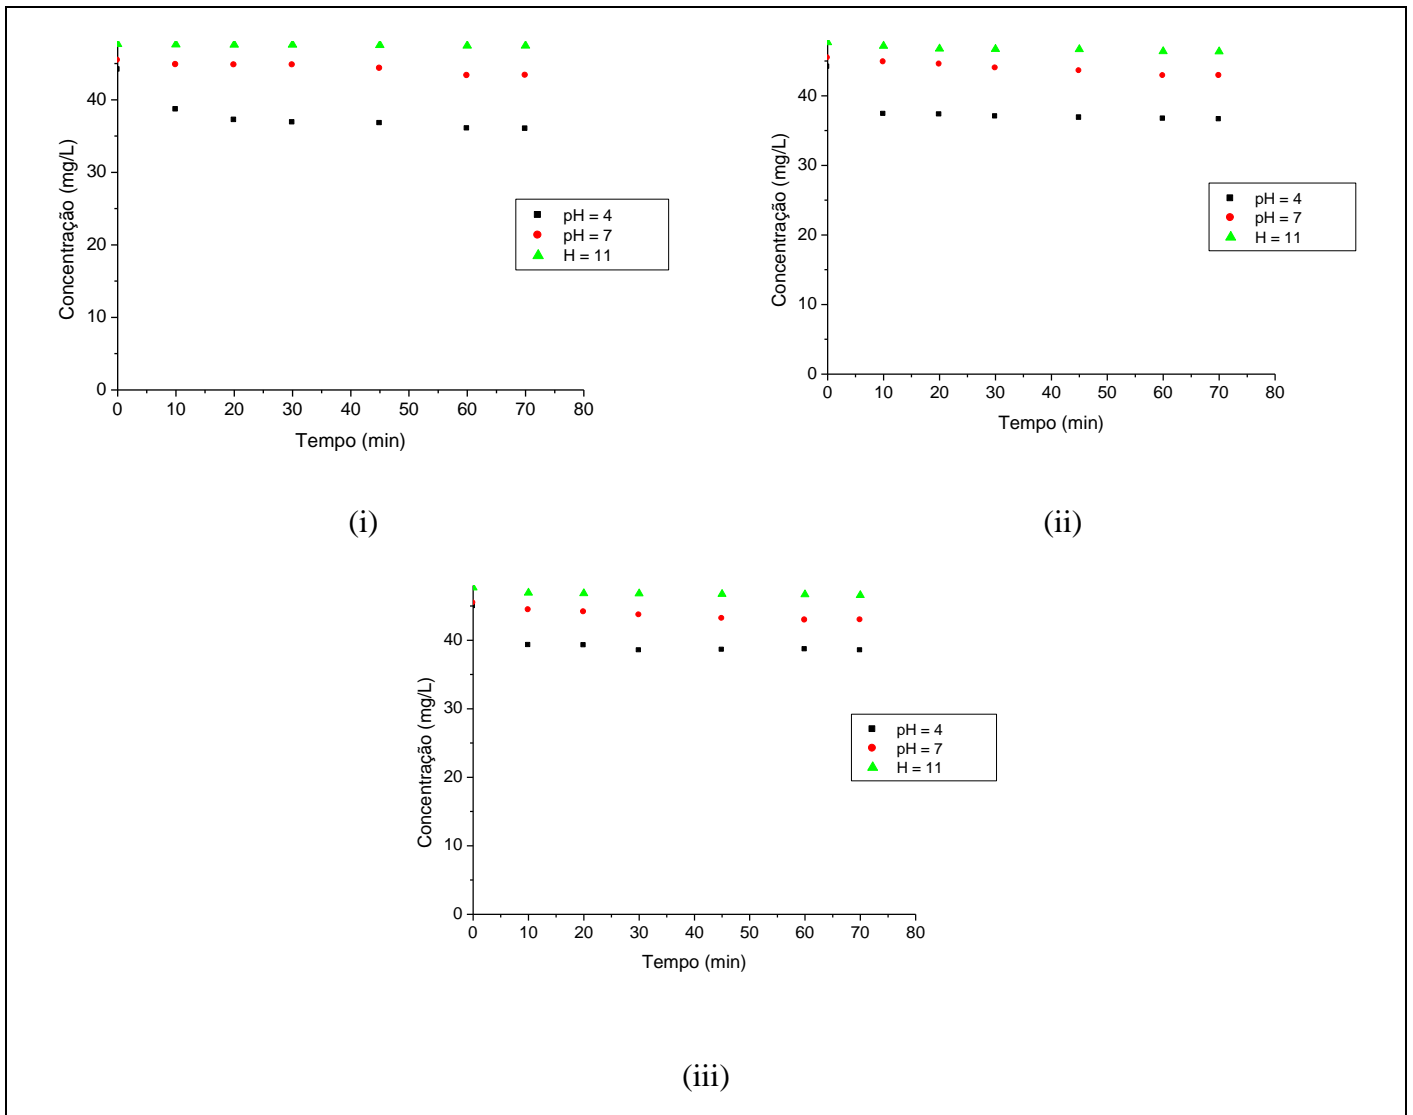 40
30
20
10
0
Concentração (mg/L)
pH = 4
pH = 7
H = 11
0 10 20 30 40 50 60 70 80
Tempo (min)
(i)
40
30
20
10
0
Concentração (mg/L)
pH = 4
pH = 7
H = 11
0 10 20 30 40 50 60 70 80
Tempo (min)
(ii)
40
30
20
10
0
Concentração (mg/L)
pH = 4
pH = 7
H = 11
0 10 20 30 40 50 60 70 80
Tempo (min)
(iii)